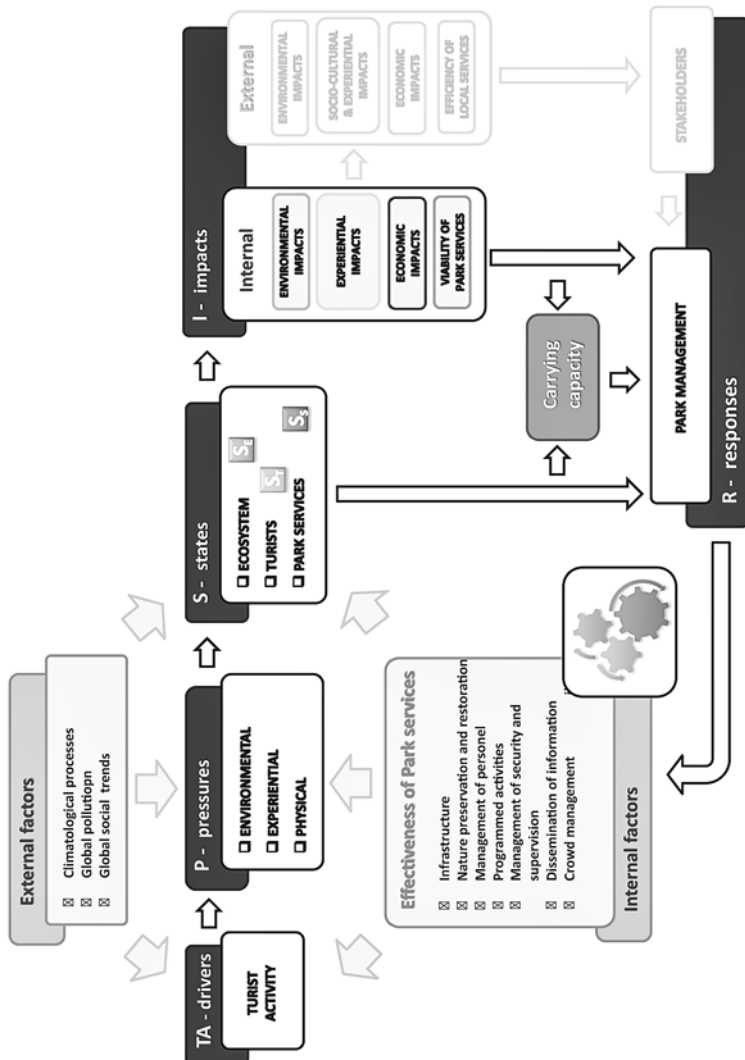 External factors
☒ Climatological processes
☒ Global pollutiopn
☒ Global social trends
TA - drivers
TURIST
ACTIVITY
P - pressures
❑ ENVIRONMENTAL
❑ EXPERIENTIAL
❑ PHYSICAL
S - states
❑ ECOSYSTEM
❑ TURISTS
❑ PARK SERVICES
SE
ST
SS
I - impacts
Internal
ENVIRONMENTAL
IMPACTS
EXPERIENTIAL
IMPACTS
ECONOMIC
IMPACTS
VIABILITY OF
PARK SERVICES
External
ENVIRONMENTAL
IMPACTS
SOCIO-CULTURAL
& EXPERIENTIAL
IMPACTS
ECONOMIC
IMPACTS
EFFICIENCY OF
LOCAL SERVICES
Effectiveness of Park services
☒ Infrastructure
☒ Nature preservation and restoration
☒ Management of personel
☒ Programmed activities
☒ Management of security and
supervision
☒ Dissemination of information
☒ Crowd management
Internal factors
Carrying
capacity
PARK MANAGEMENT
STAKEHOLDERS
R - responses